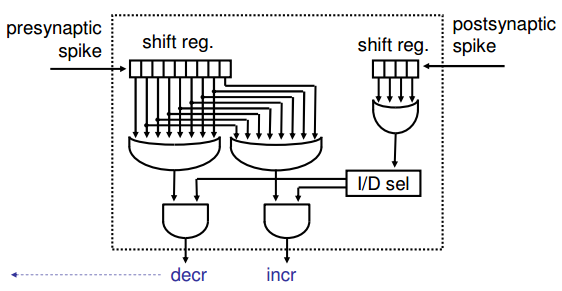 presynaptic
spike
shift reg.
shift reg.
postsynaptic
spike
I/D sel
decr
incr